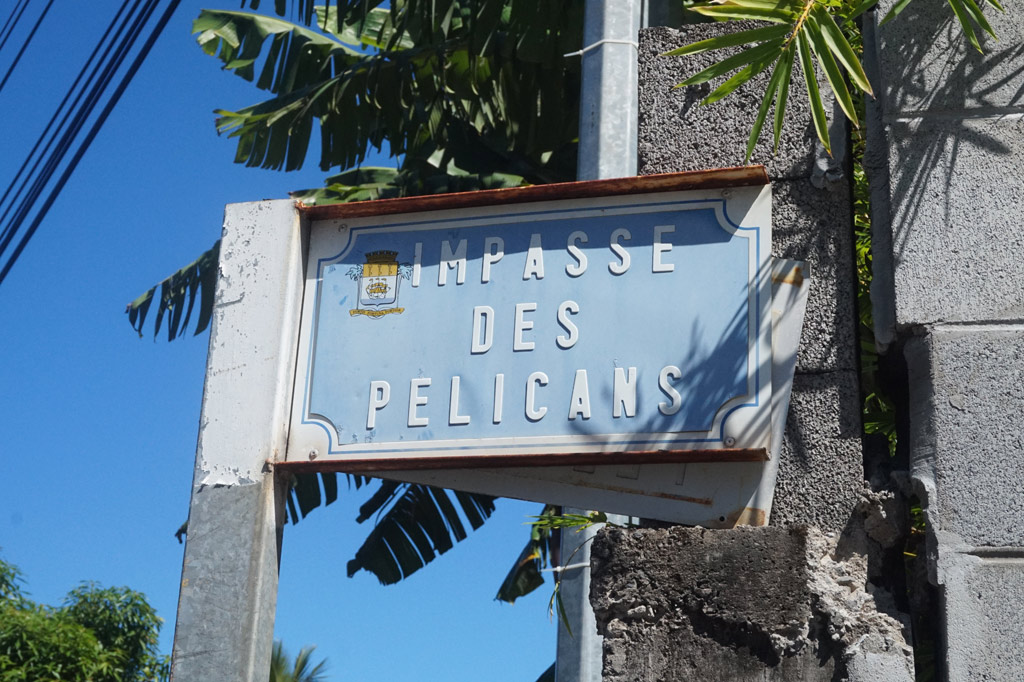 IMPASSE
DES
PELICANS